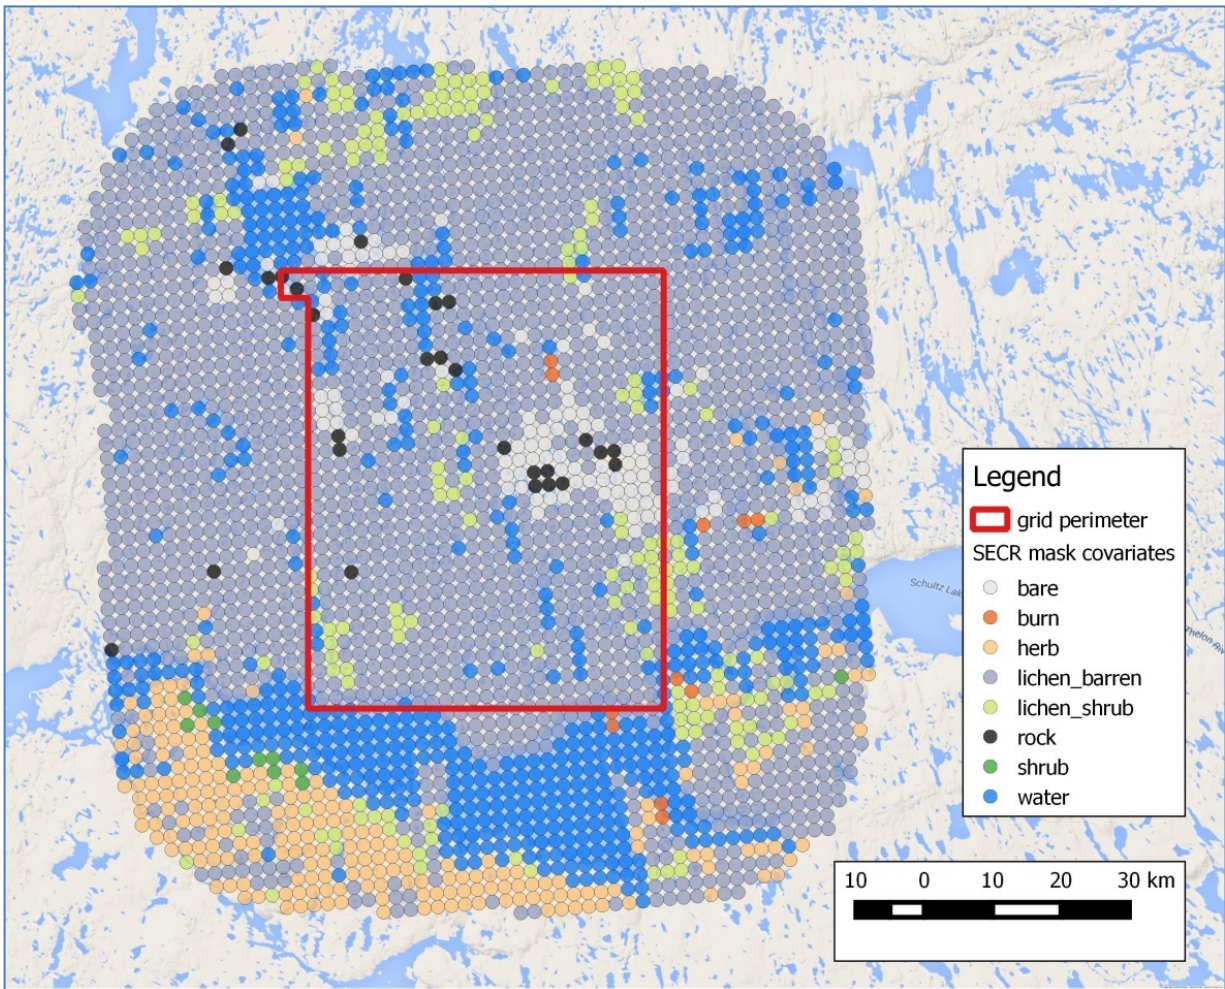 Legend
grid perimeter
SECR mask covariates
bare
burn
herb
lichen_barren
lichen_shrub
rock
shrub
water
Schultz
10 0 10 20 30 km